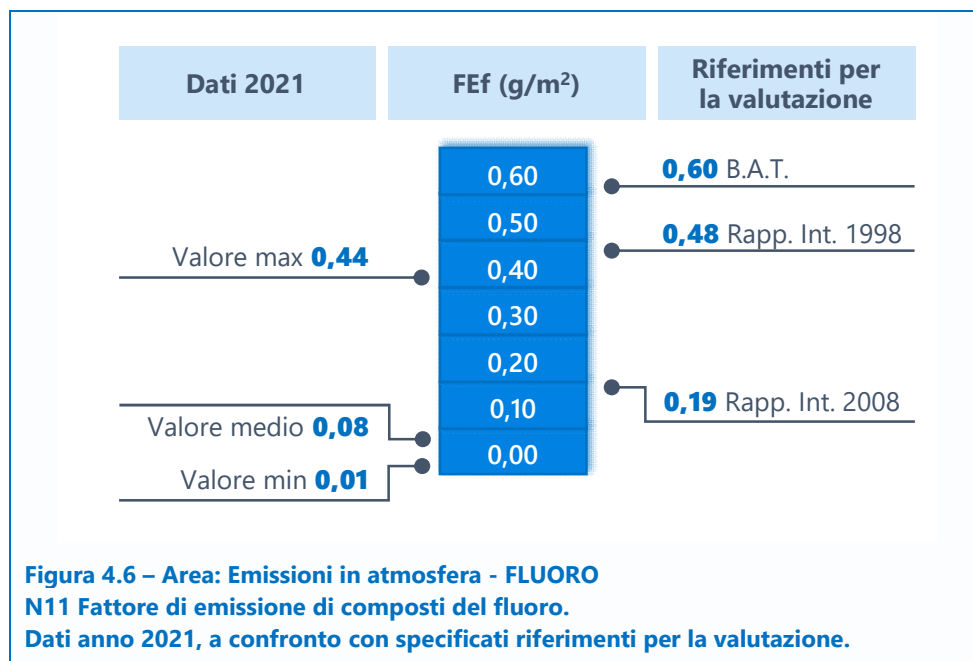 Dati 2021
FEf (g/m²)
Riferimenti per
la valutazione
0,60
0,50
0,40
0,30
0,20
0,10
0,00
Valore max 0,44
Valore medio 0,08
Valore min 0,01
0,60 B.A.T.
0,48 Rapp. Int. 1998
0,19 Rapp. Int. 2008
Figura 4.6 – Area: Emissioni in atmosfera - FLUORO
N11 Fattore di emissione di composti del fluoro.
Dati anno 2021, a confronto con specificati riferimenti per la valutazione.